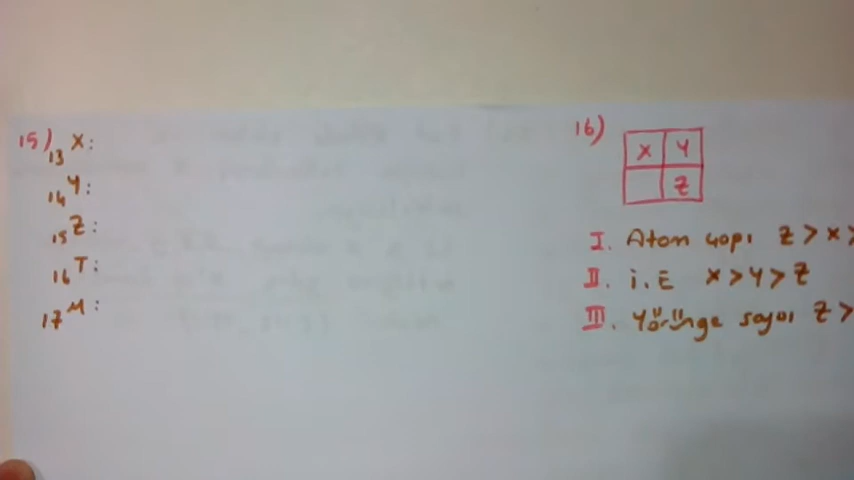 15) 13X:
14Y:
15Z:
16T:
17M:
16)
X Y
Z
I. Atom çapı Z > X >
II. i.E X > Y > Z
III. Yörünge sayısı Z >